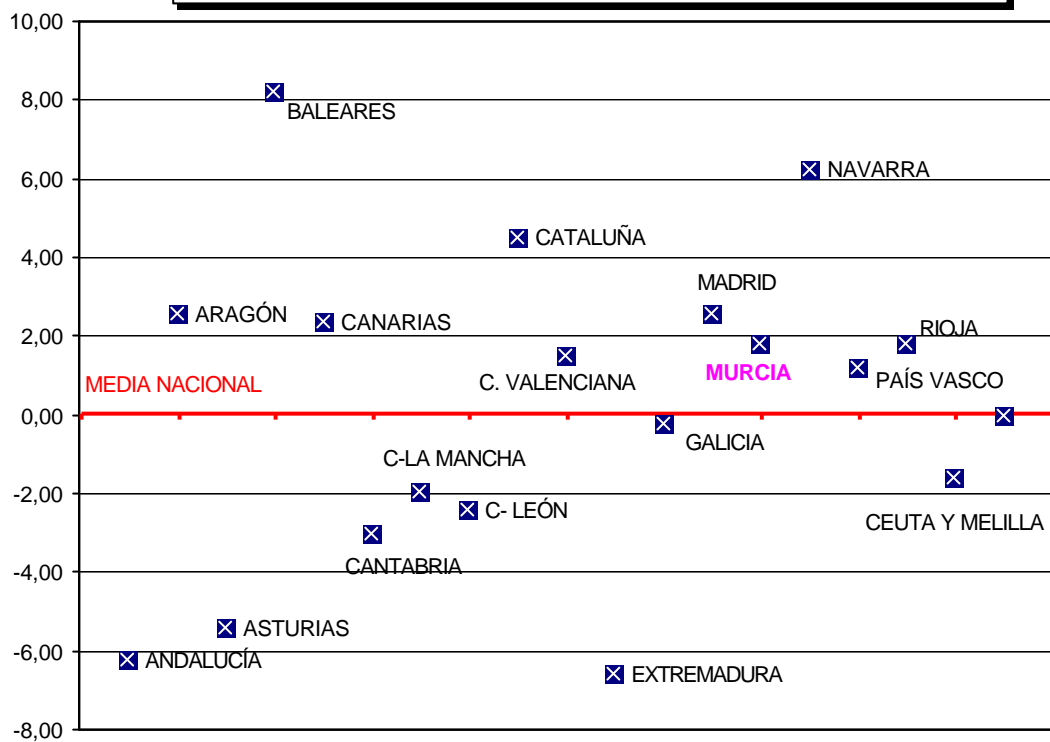 10,00
8,00
BALEARES
6,00
NAVARRA
CATALUÑA
4,00
MADRID
ARAGÓN
CANARIAS
RIOJA
2,00
MEDIA NACIONAL
C. VALENCIANA
MURCIA
PAÍS VASCO
0,00
GALICIA
C-LA MANCHA
-2,00
C- LEÓN
CEUTA Y MELILLA
CANTABRIA
-4,00
ASTURIAS
-6,00
ANDALUCÍA
EXTREMADURA
-8,00